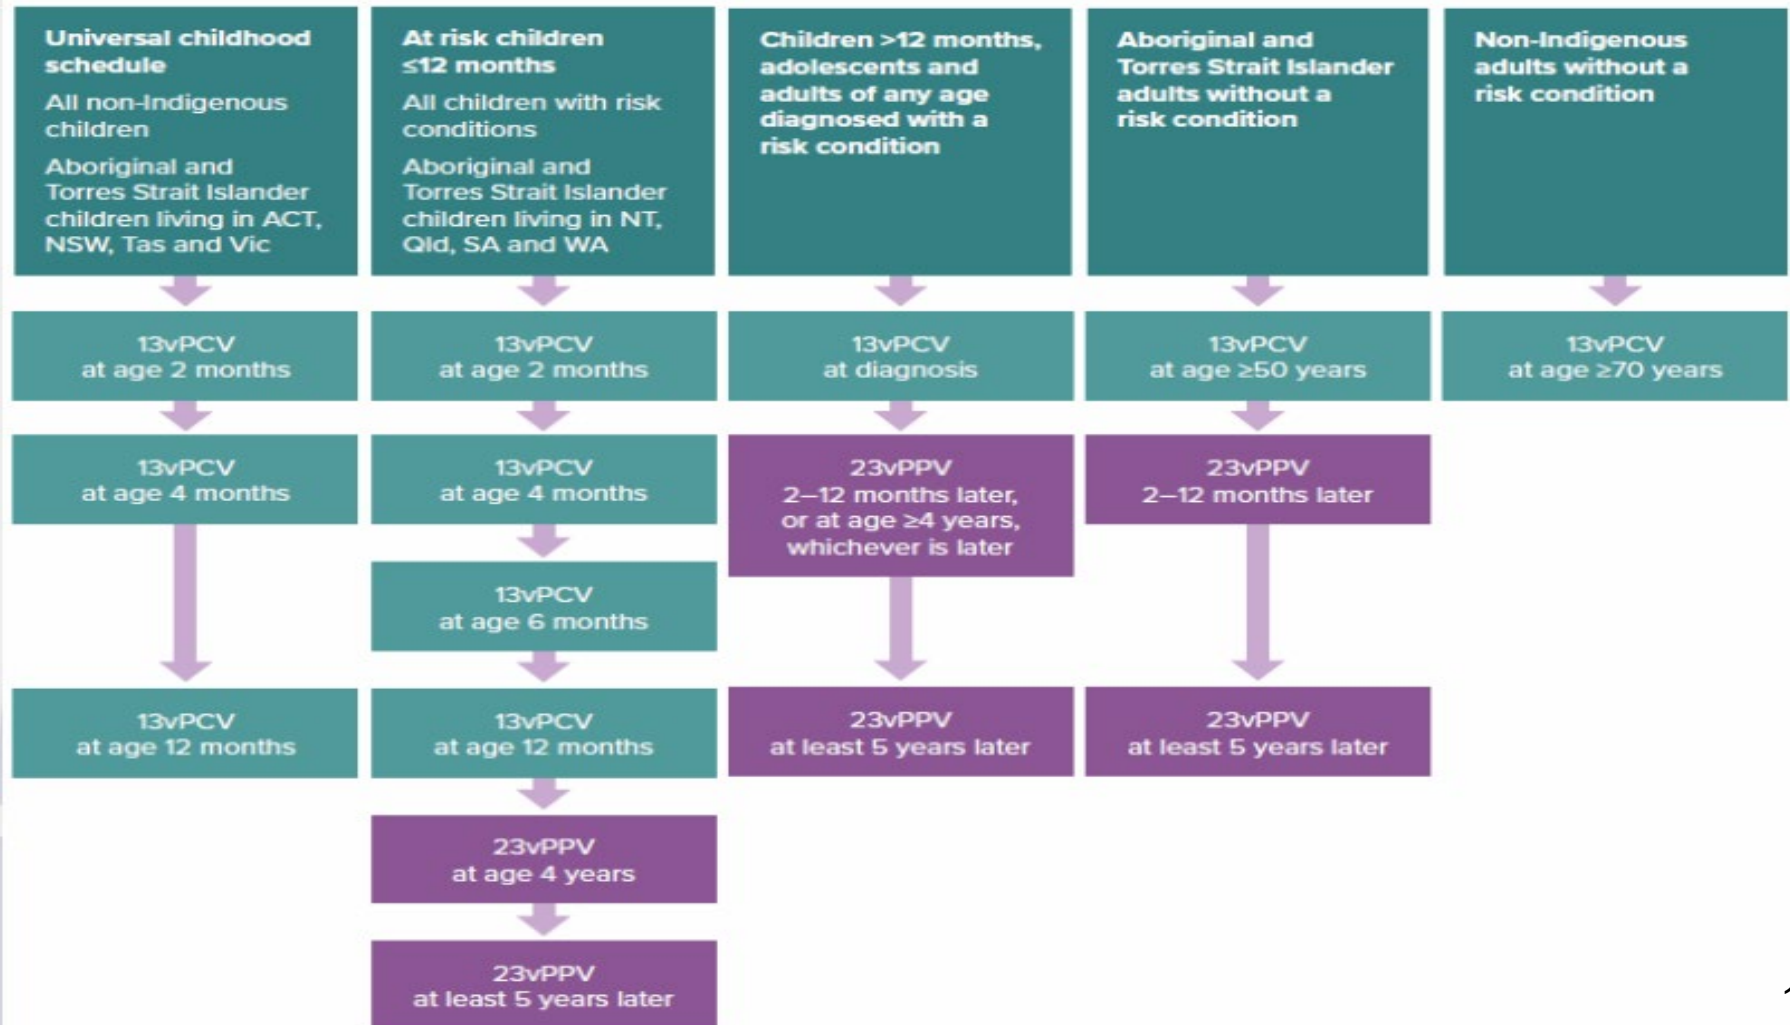 Universal childhood
schedule
All non-Indigenous
children
Aboriginal and
Torres Strait Islander
children living in ACT,
NSW, Tas and Vic
13vPCV
at age 2 months
13vPCV
at age 4 months
13vPCV
at age 12 months
At risk children
≤12 months
All children with risk
conditions
Aboriginal and
Torres Strait Islander
children living in NT,
Qld, SA and WA
13vPCV
at age 2 months
13vPCV
at age 4 months
13vPCV
at age 6 months
13vPCV
at age 12 months
23vPPV
at age 4 years
23vPPV
at least 5 years later
Children >12 months,
adolescents and
adults of any age
diagnosed with a
risk condition
13vPCV
at diagnosis
23vPPV
2–12 months later,
or at age ≥4 years,
whichever is later
23vPPV
at least 5 years later
Aboriginal and
Torres Strait Islander
adults without a
risk condition
13vPCV
at age ≥50 years
23vPPV
2–12 months later
23vPPV
at least 5 years later
Non-Indigenous
adults without a
risk condition
13vPCV
at age ≥70 years